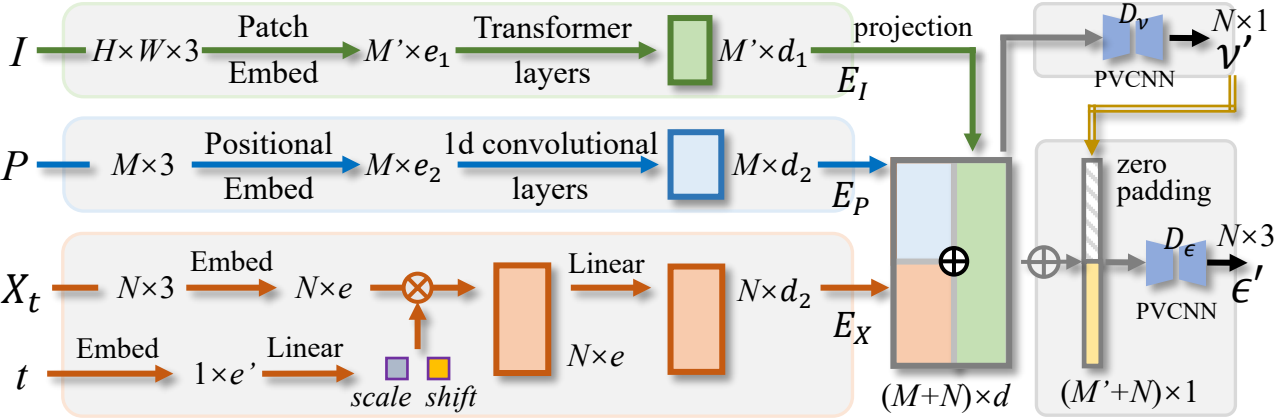 I H×W×3 Patch Embed M'×e₁ Transformer layers M'×d₁ E_I projection
D_ν PVCNN N×1 ν'
P M×3 Positional Embed M×e₂ 1d convolutional layers M×d₂ E_P
zero padding
X_t N×3 Embed N×e Linear N×d₂ E_X
N×e
D_ϵ PVCNN N×3 ϵ'
t Embed 1×e' Linear scale shift
(M+N)×d
(M'+N)×1